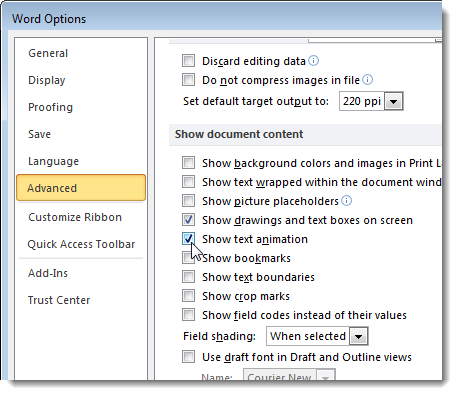 Word Options
General
Display
Proofing
Save
Language
Advanced
Customize Ribbon
Quick Access Toolbar
Add-Ins
Trust Center
Discard editing data
Do not compress images in file
Set default target output to: 220 ppi
Show document content
Show background colors and images in Print
Show text wrapped within the document
Show picture placeholders
Show drawings and text boxes on screen
Show text animation
Show bookmarks
Show text boundaries
Show crop marks
Show field codes instead of their values
Field shading: When selected
Use draft font in Draft and Outline views
Name: Courier New